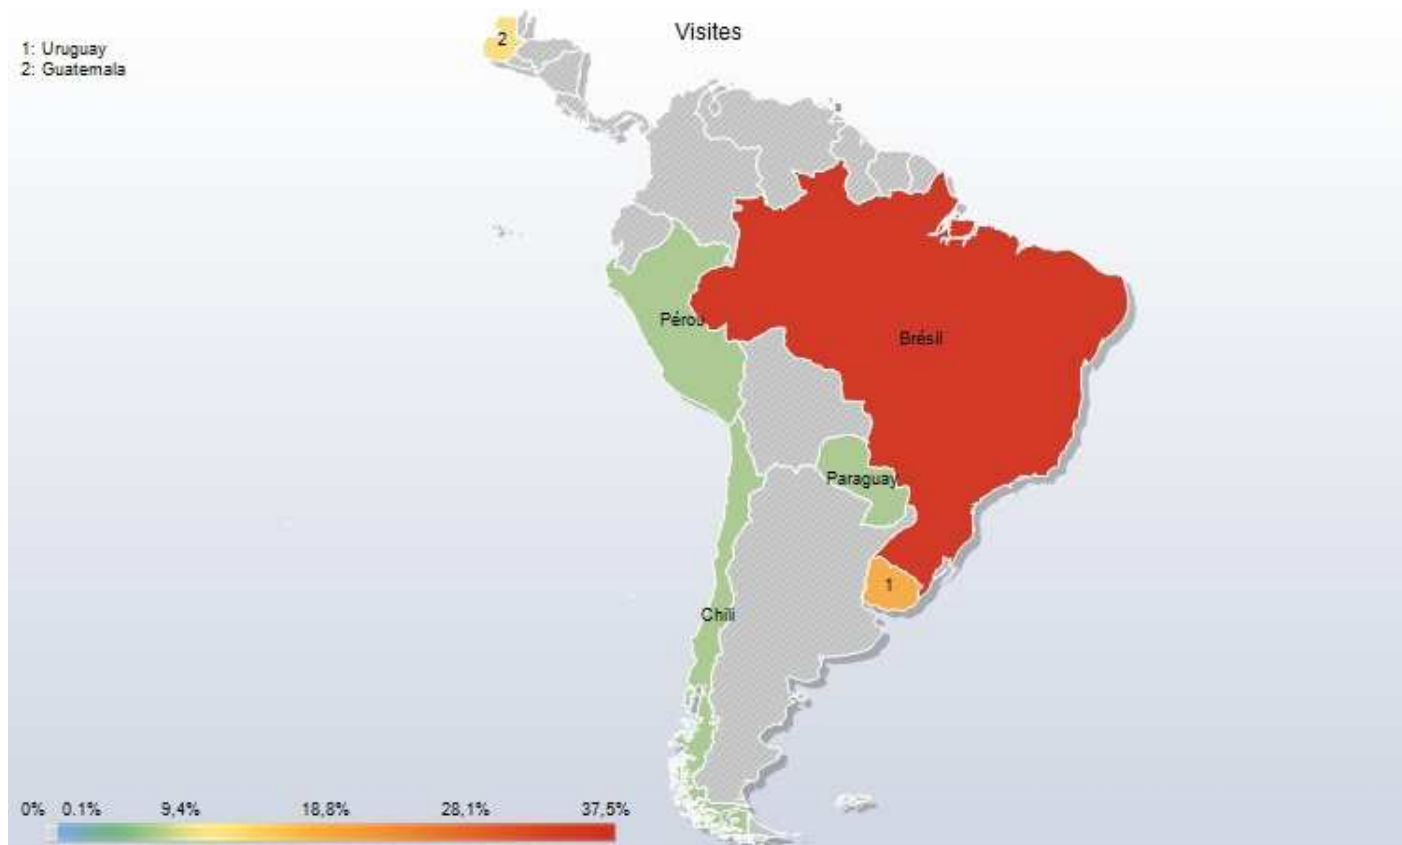 Visites
1: Uruguay
2: Guatemala
2
Pérou
Brésil
Paraguay
1
Chili
0% 0.1% 9,4% 18,8% 28,1% 37,5%